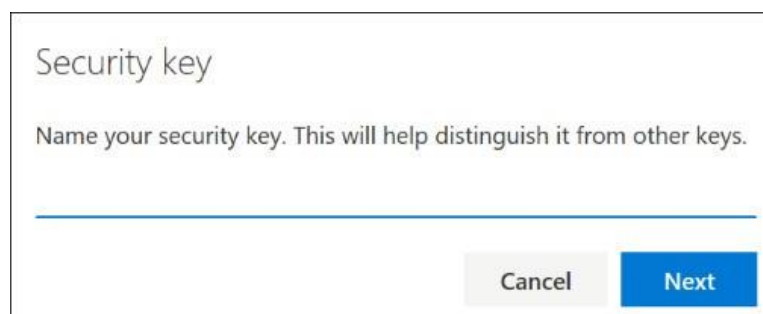 Security key
Name your security key. This will help distinguish it from other keys.
Cancel
Next